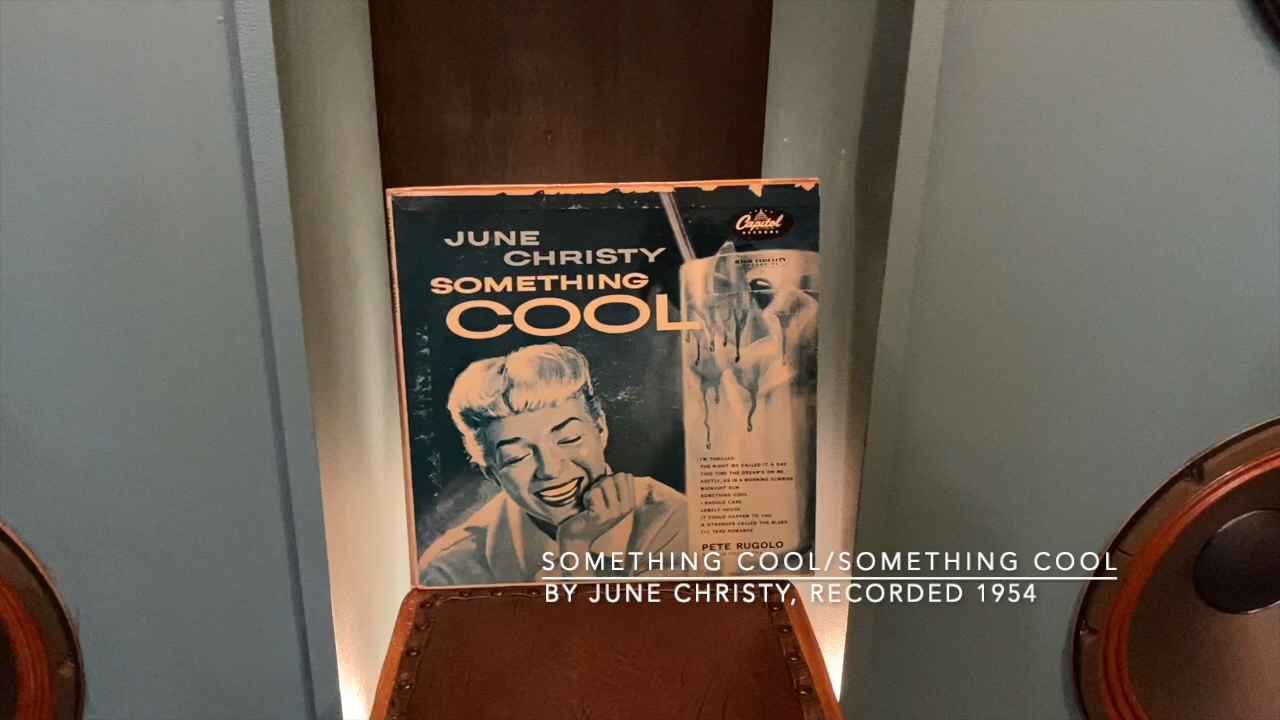 JUNE
CHRISTY
SOMETHING
COOL
Capitol
RECORDS
HIGH FIDELITY
RECORDING
I'M THRILLED
THE NIGHT WE CALLED IT A DAY
THIS TIME THE DREAM'S ON ME
SOFTLY, AS IN A MORNING SUNRISE
MIDNIGHT SUN
SOMETHING COOL
I SHOULD CARE
LONELY HOUSE
IT COULD HAPPEN TO YOU
A STRANGER CALLED THE BLUES
I'LL TAKE ROMANCE
PETE RUGOLO
SOMETHING COOL/SOMETHING COOL
BY JUNE CHRISTY, RECORDED 1954